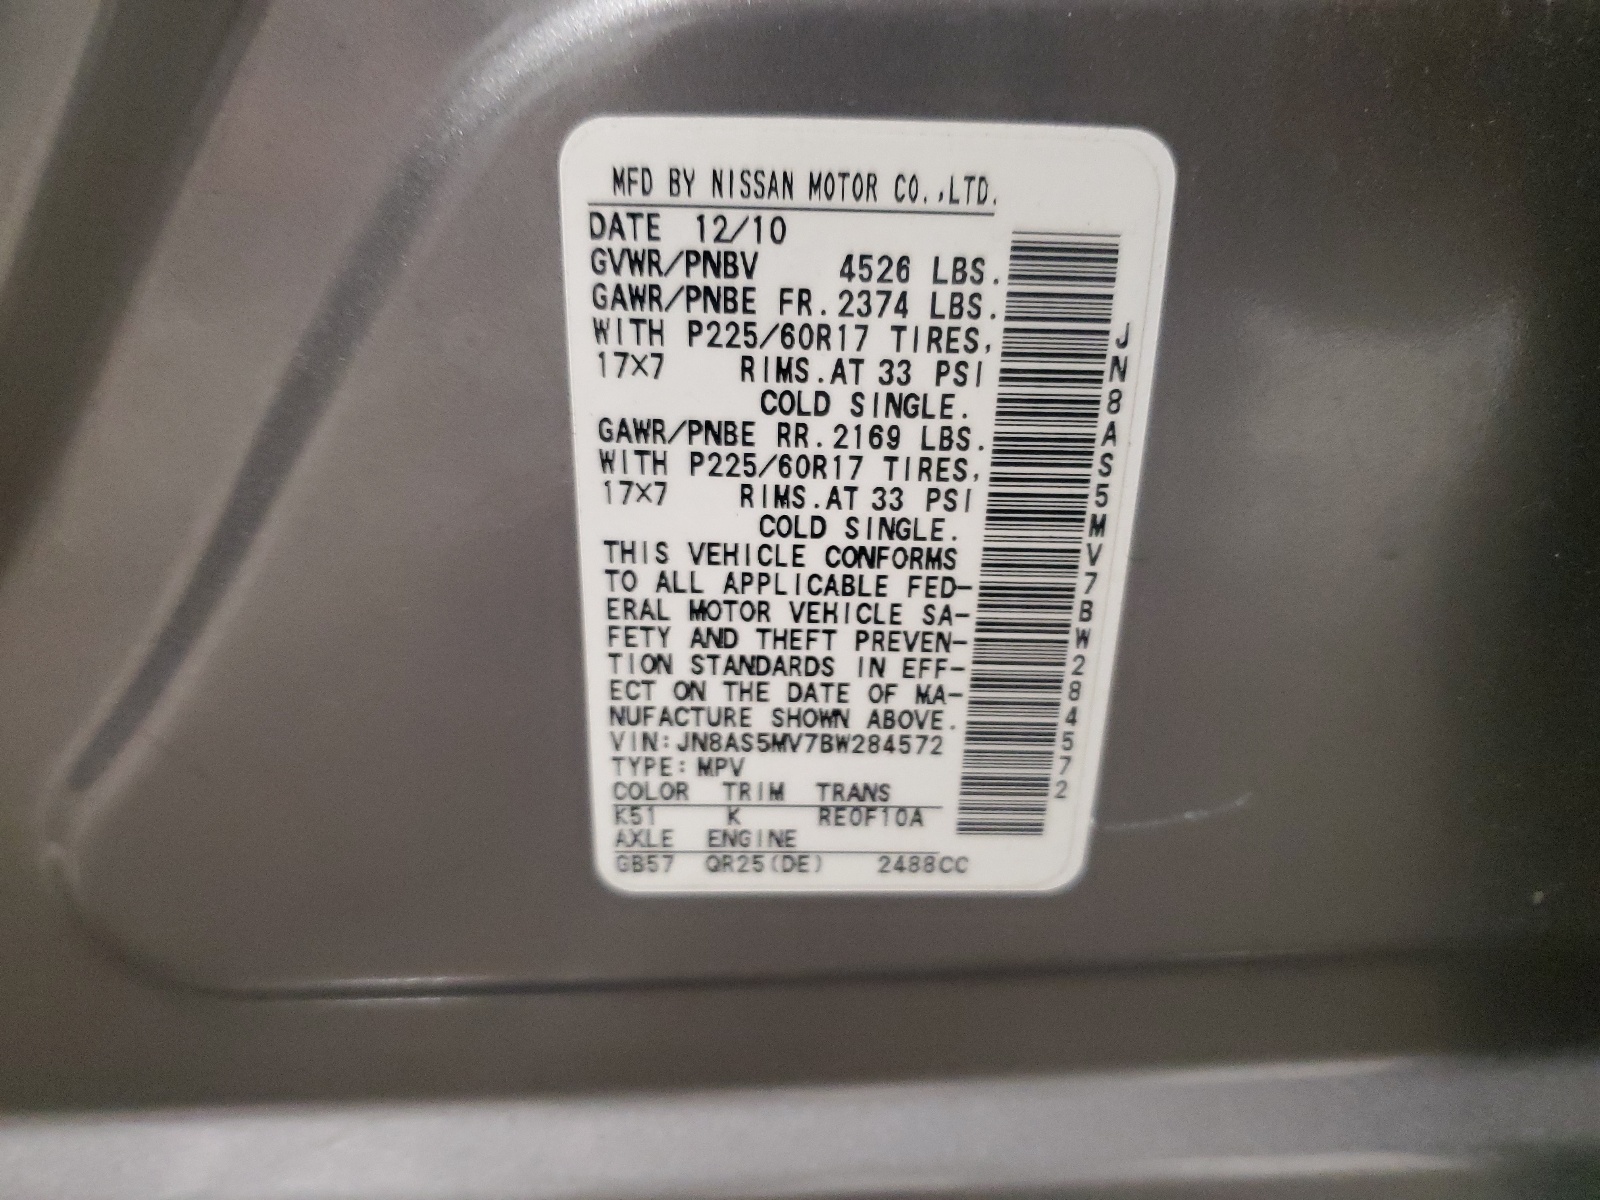 MFD BY NISSAN MOTOR CO.,LTD.
DATE 12/10
GVWR/PNBV 4526 LBS.
GAWR/PNBE FR. 2374 LBS.
WITH P225/60R17 TIRES,
17X7 RIMS.AT 33 PSI
COLD SINGLE.
GAWR/PNBE RR. 2169 LBS.
WITH P225/60R17 TIRES,
17X7 RIMS.AT 33 PSI
COLD SINGLE.
THIS VEHICLE CONFORMS
TO ALL APPLICABLE FED-
ERAL MOTOR VEHICLE SA-
FETY AND THEFT PREVEN-
TION STANDARDS IN EFF-
ECT ON THE DATE OF MA-
NUFACTURE SHOWN ABOVE.
VIN:JN8AS5MV7BW284572
TYPE:MPV
COLOR TRIM TRANS
K51 K RE0F10A
AXLE ENGINE
GB57 QR25(DE) 2488CC
JN8AS5MV7BW284572